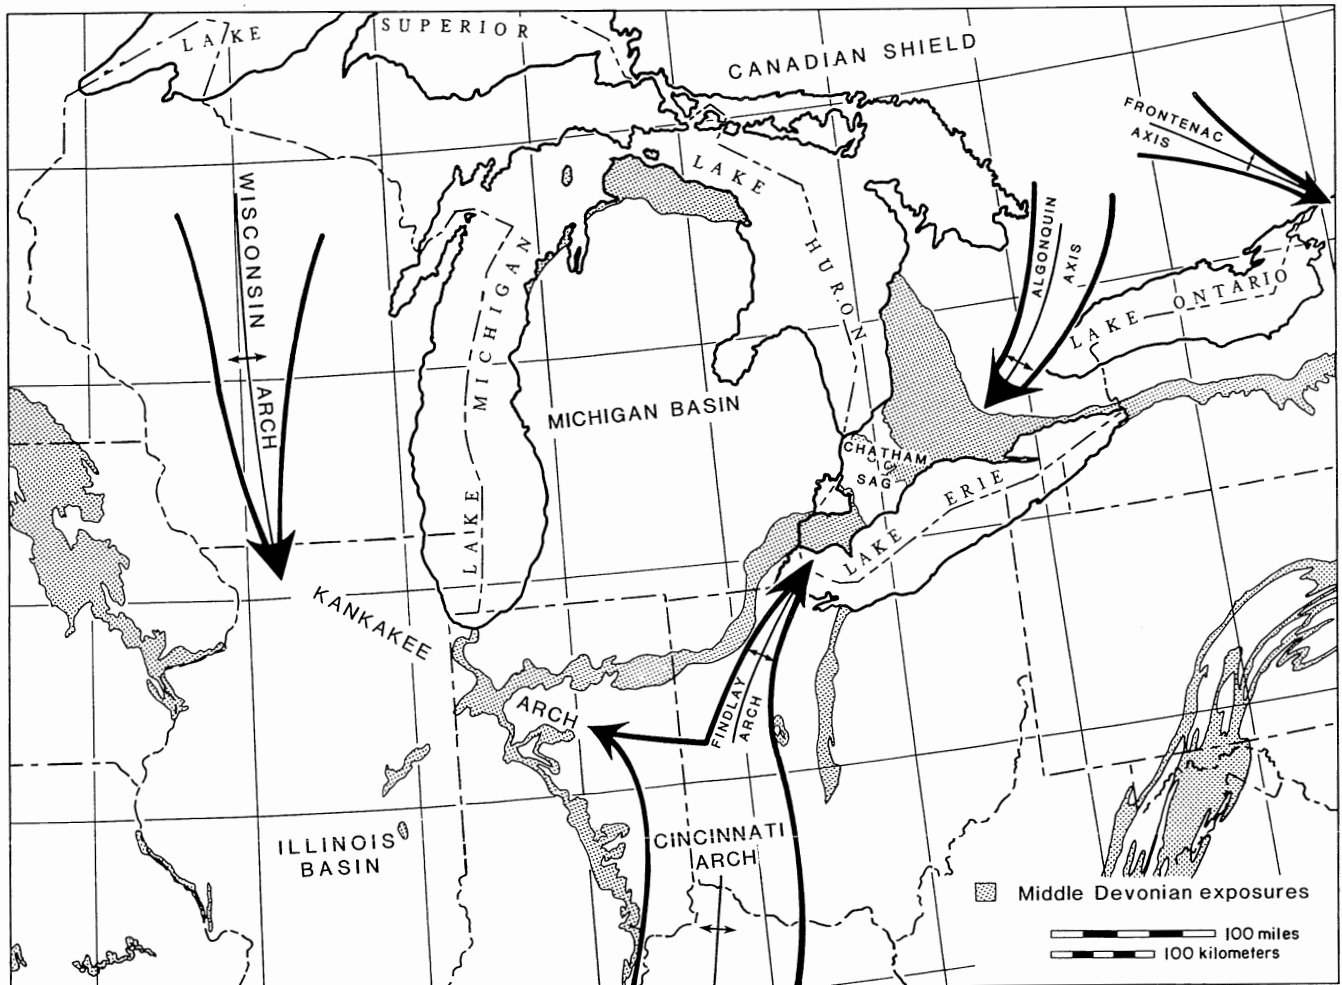 LAKE SUPERIOR
CANADIAN SHIELD
FRONTENAC
AXIS
LAKE
HURON
WISCONSIN
ARCH
LAKE MICHIGAN
ALGONQUIN
AXIS
LAKE ONTARIO
MICHIGAN BASIN
CHATHAM
SAG
LAKE ERIE
KANKAKEE
ARCH
FINDLAY
ARCH
ILLINOIS
BASIN
CINCINNATI
ARCH
Middle Devonian exposures
100 miles
100 kilometers